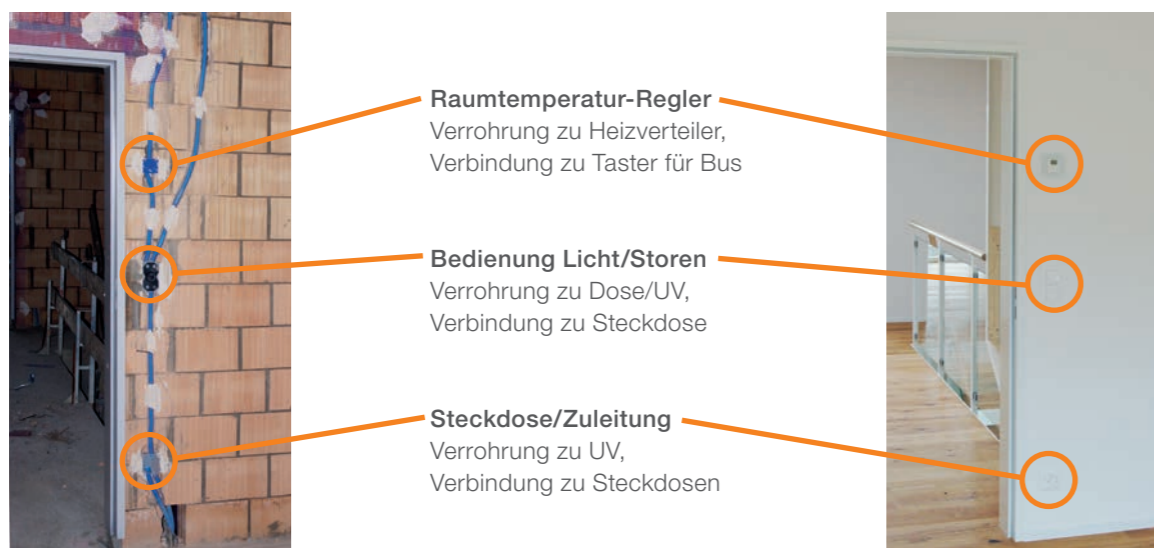 Raumtemperatur-Regler
Verrohrung zu Heizverteiler,
Verbindung zu Taster für Bus
Bedienung Licht/Storen
Verrohrung zu Dose/UV,
Verbindung zu Steckdose
Steckdose/Zuleitung
Verrohrung zu UV,
Verbindung zu Steckdosen